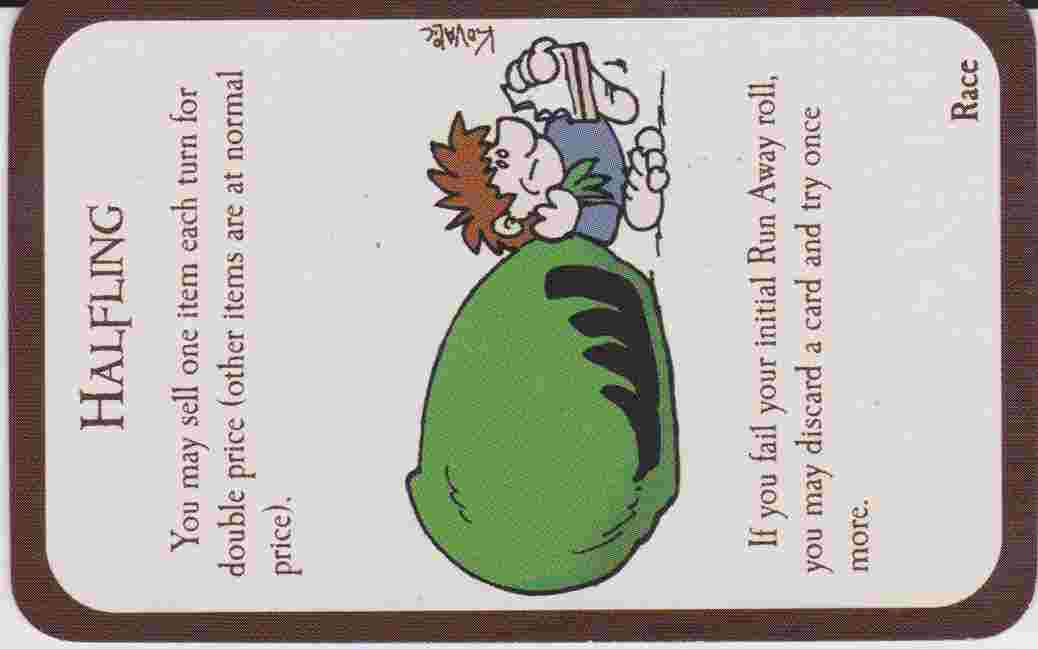 HALFLING
You may sell one item each turn for
double price (other items are at normal
price).
KOVALIC
If you fail your initial Run Away roll,
you may discard a card and try once
more.
Race